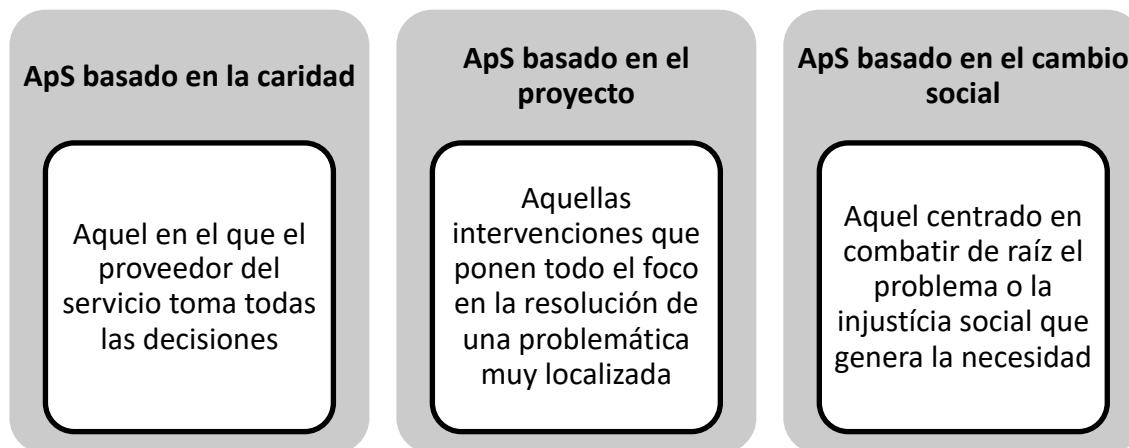 ApS basado en la caridad
Aquel en el que el
proveedor del
servicio toma todas
las decisiones
ApS basado en el
proyecto
Aquellas
intervenciones que
ponen todo el foco
en la resolución de
una problemática
muy localizada
ApS basado en el cambio
social
Aquel centrado en
combatir de raíz el
problema o la
injustícia social que
genera la necesidad